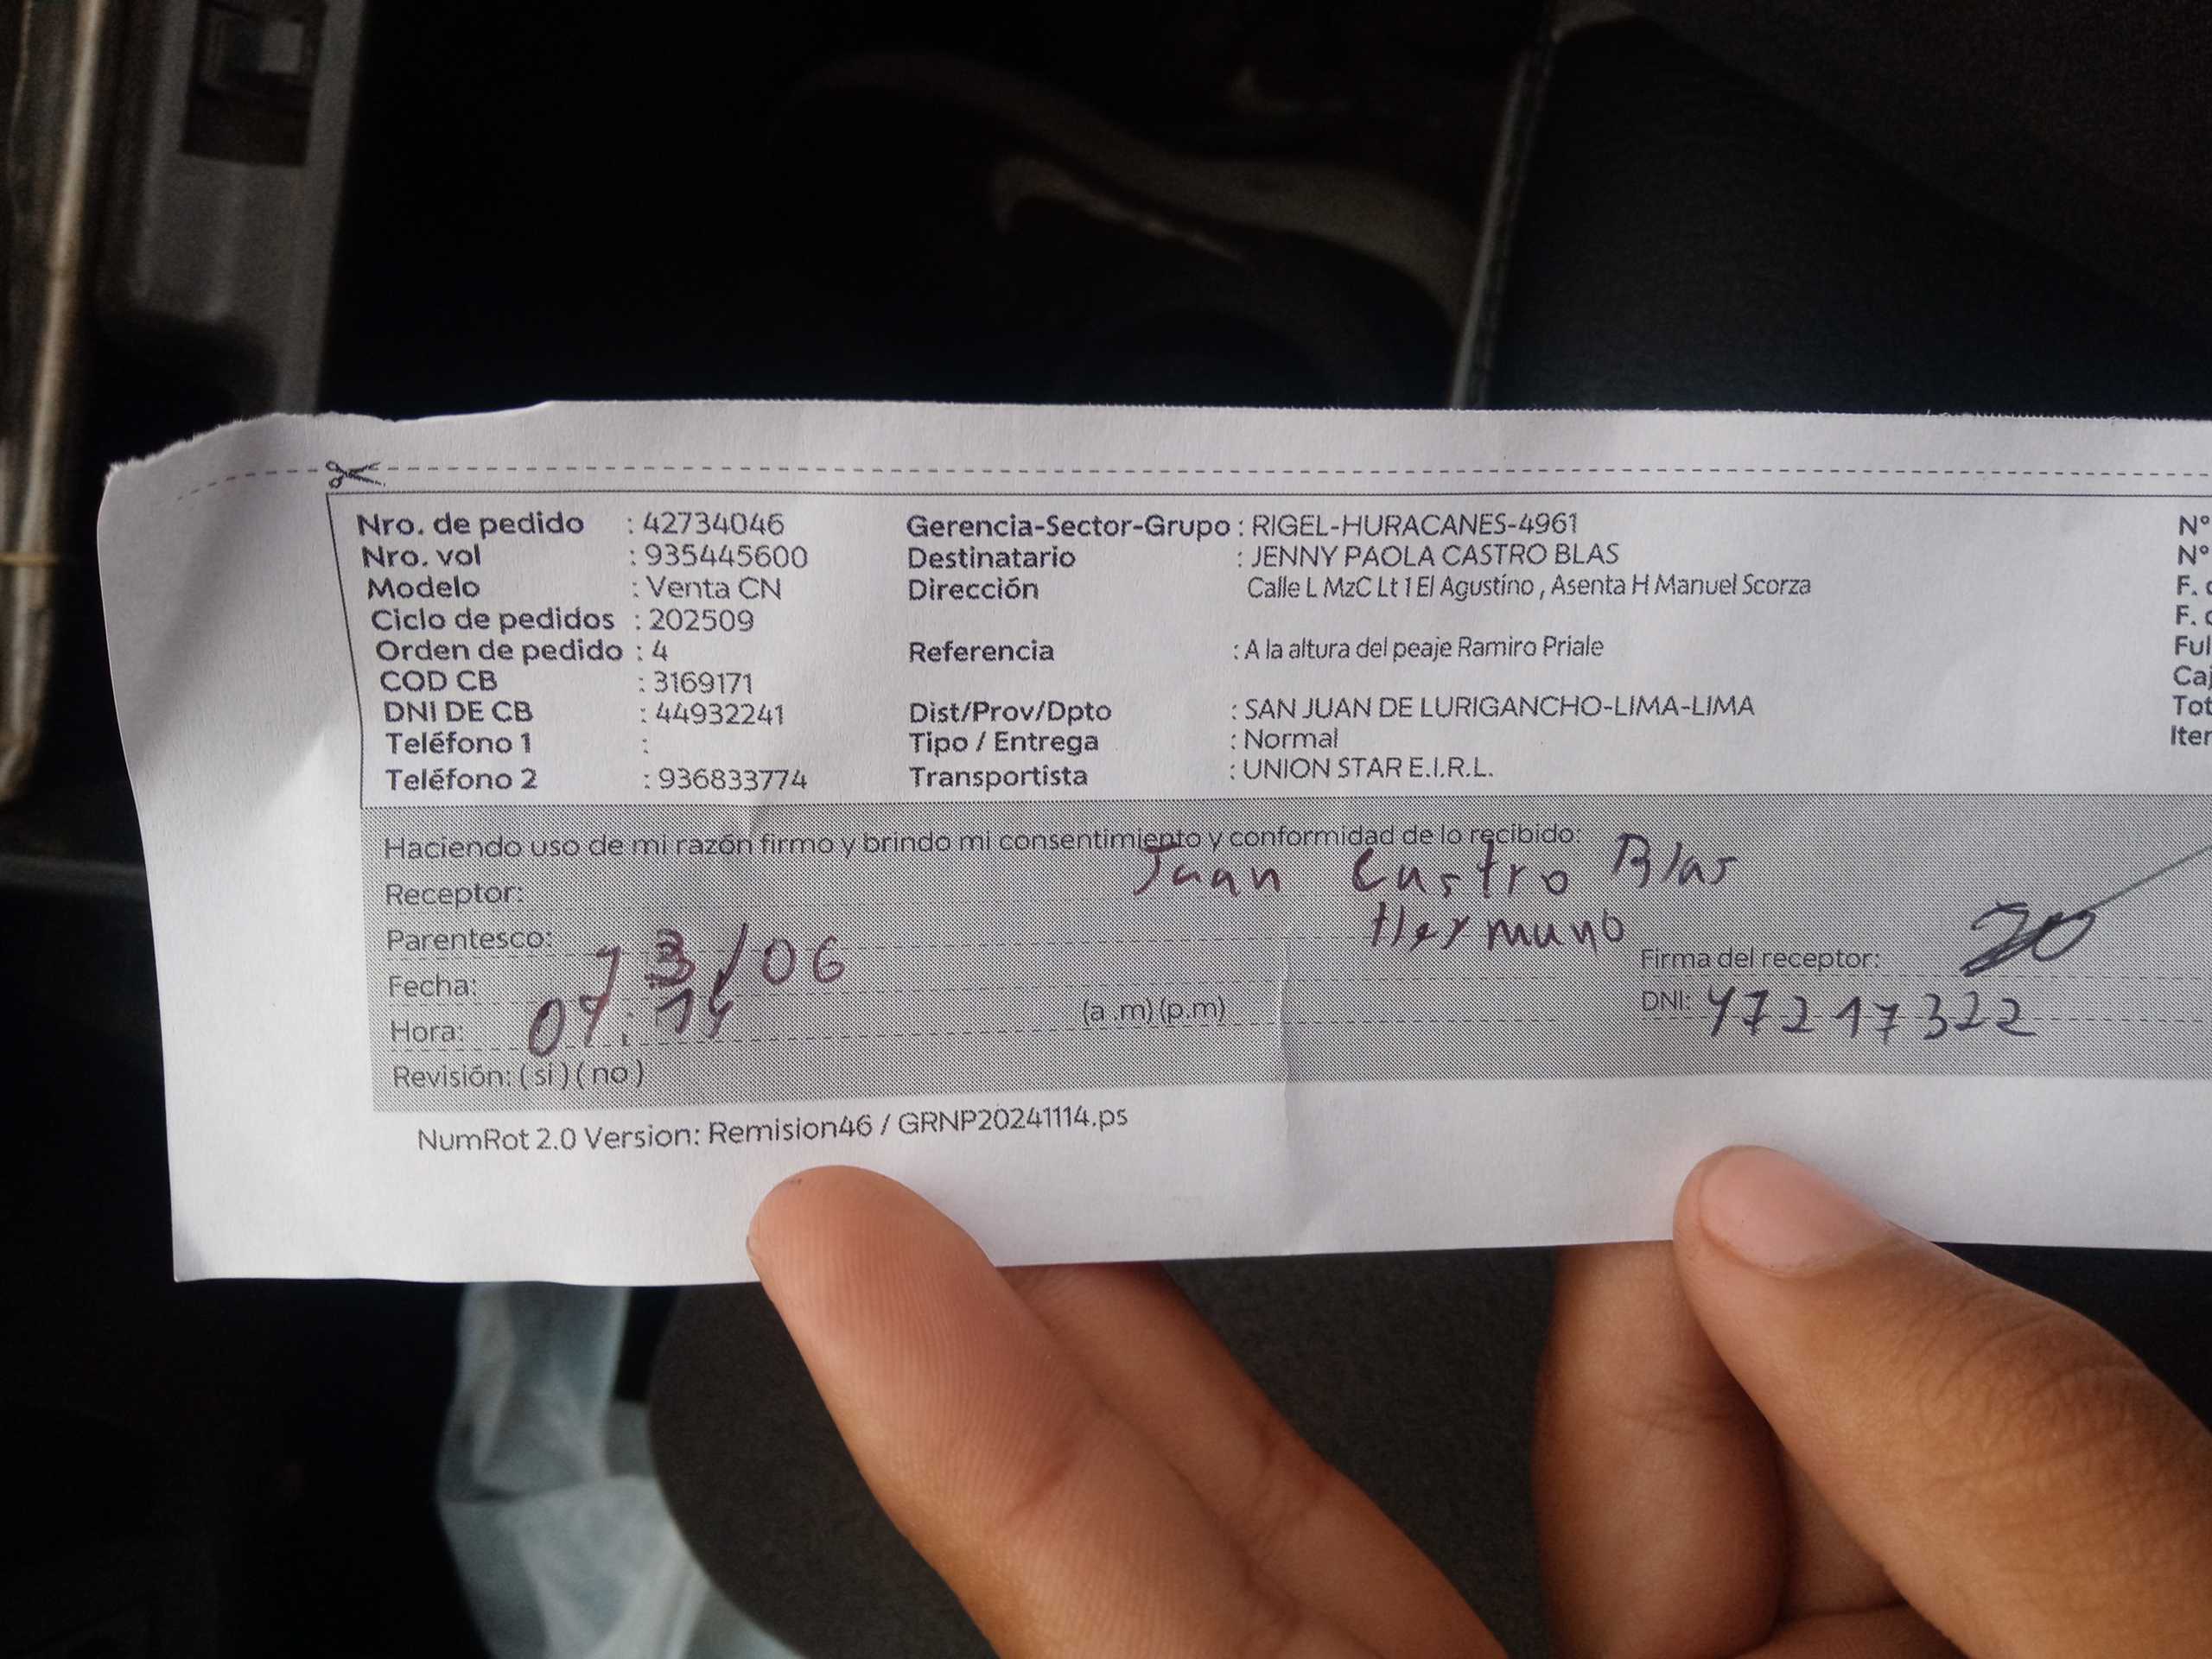 Nro. de pedido : 42734046 Gerencia-Sector-Grupo : RIGEL-HURACANES-4961 N°
Nro. vol : 935445600 Destinatario : JENNY PAOLA CASTRO BLAS N°
Modelo : Venta CN Dirección Calle L MzC Lt 1 El Agustino , Asenta H Manuel Scorza F.
Ciclo de pedidos : 202509 F.
Orden de pedido : 4 Referencia : A la altura del peaje Ramiro Priale Ful
COD CB : 3169171 Caj
DNI DE CB : 44932241 Dist/Prov/Dpto : SAN JUAN DE LURIGANCHO-LIMA-LIMA Tot
Teléfono 1 : Tipo / Entrega : Normal Iter
Teléfono 2 : 936833774 Transportista : UNION STAR E.I.R.L.
Haciendo uso de mi razón firmo y brindo mi consentimiento y conformidad de lo recibido:
Receptor: Juan Castro Blas
Parentesco: Hermano
Fecha: 13/06 Firma del receptor:
Hora: 07:14 (a .m) (p.m) DNI: 47217322
Revisión: ( si ) ( no )
NumRot 2.0 Version: Remision46 / GRNP20241114.ps